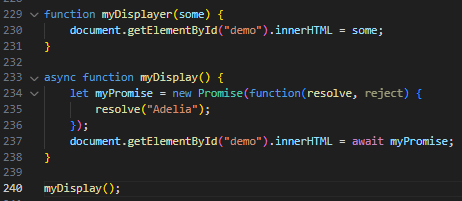 229 function myDisplayer(some) {
230     document.getElementById("demo").innerHTML = some;
231 }
232
233 async function myDisplay() {
234     let myPromise = new Promise(function(resolve, reject) {
235         resolve("Adelia");
236     });
237     document.getElementById("demo").innerHTML = await myPromise;
238 }
239
240 myDisplay();